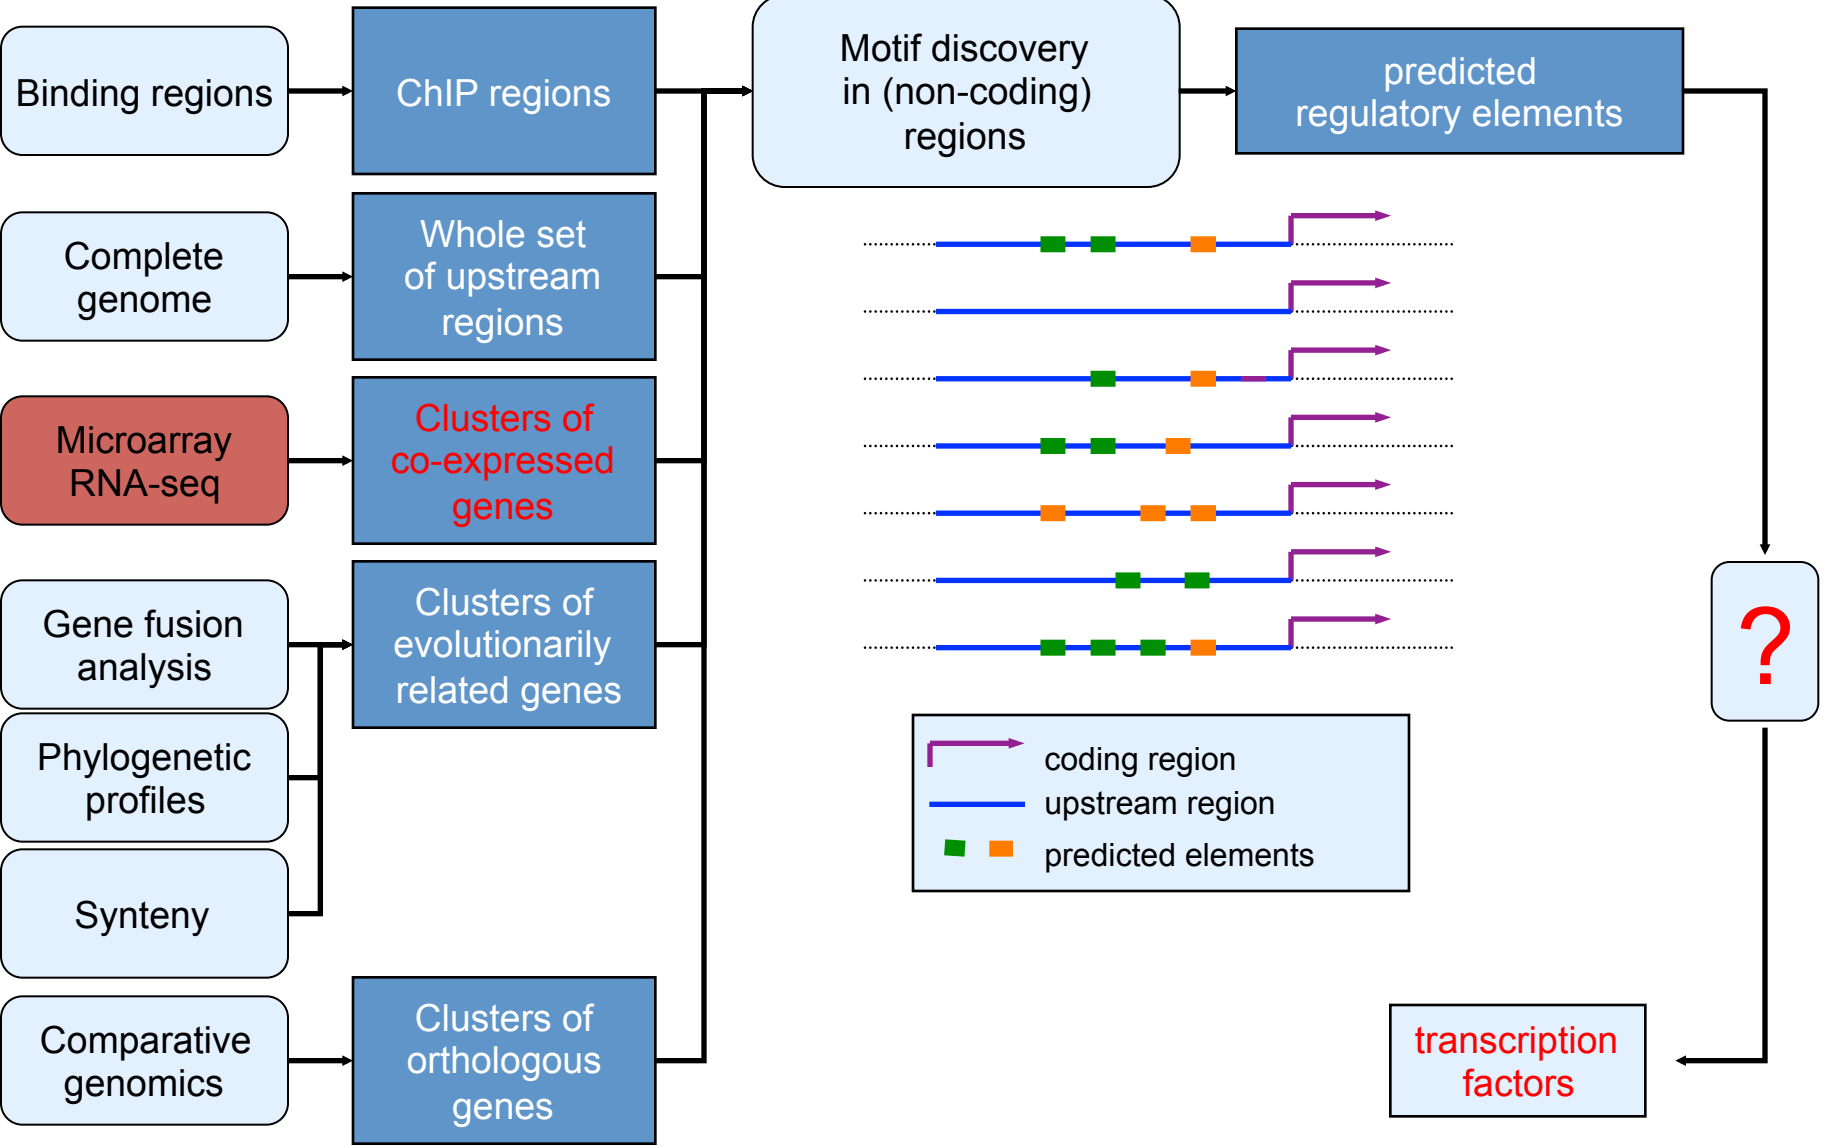 Binding regions
ChIP regions
Motif discovery
in (non-coding)
regions
predicted
regulatory elements
Complete
genome
Whole set
of upstream
regions
Microarray
RNA-seq
Clusters of
co-expressed
genes
Gene fusion
analysis
Clusters of
evolutionarily
related genes
Phylogenetic
profiles
Synteny
Comparative
genomics
Clusters of
orthologous
genes
coding region
upstream region
predicted elements
?
transcription
factors